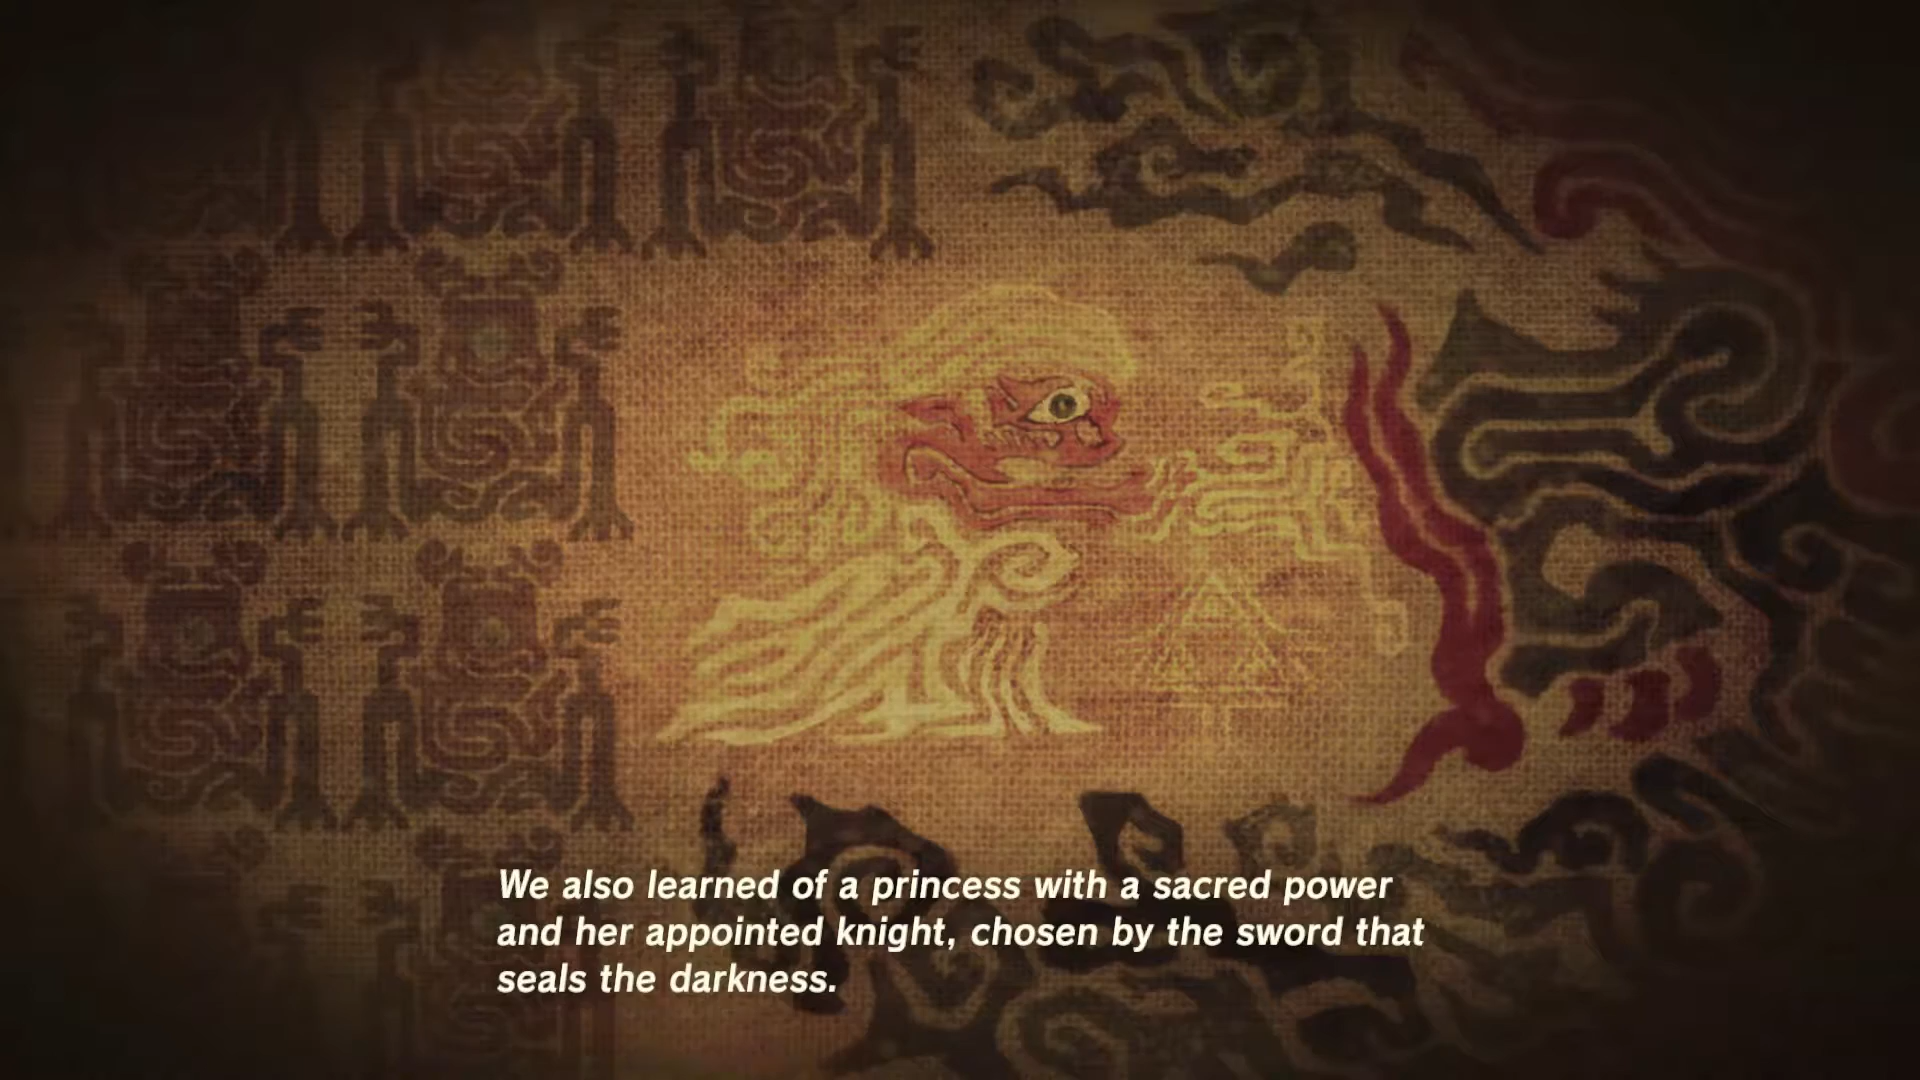 We also learned of a princess with a sacred power
and her appointed knight, chosen by the sword that
seals the darkness.